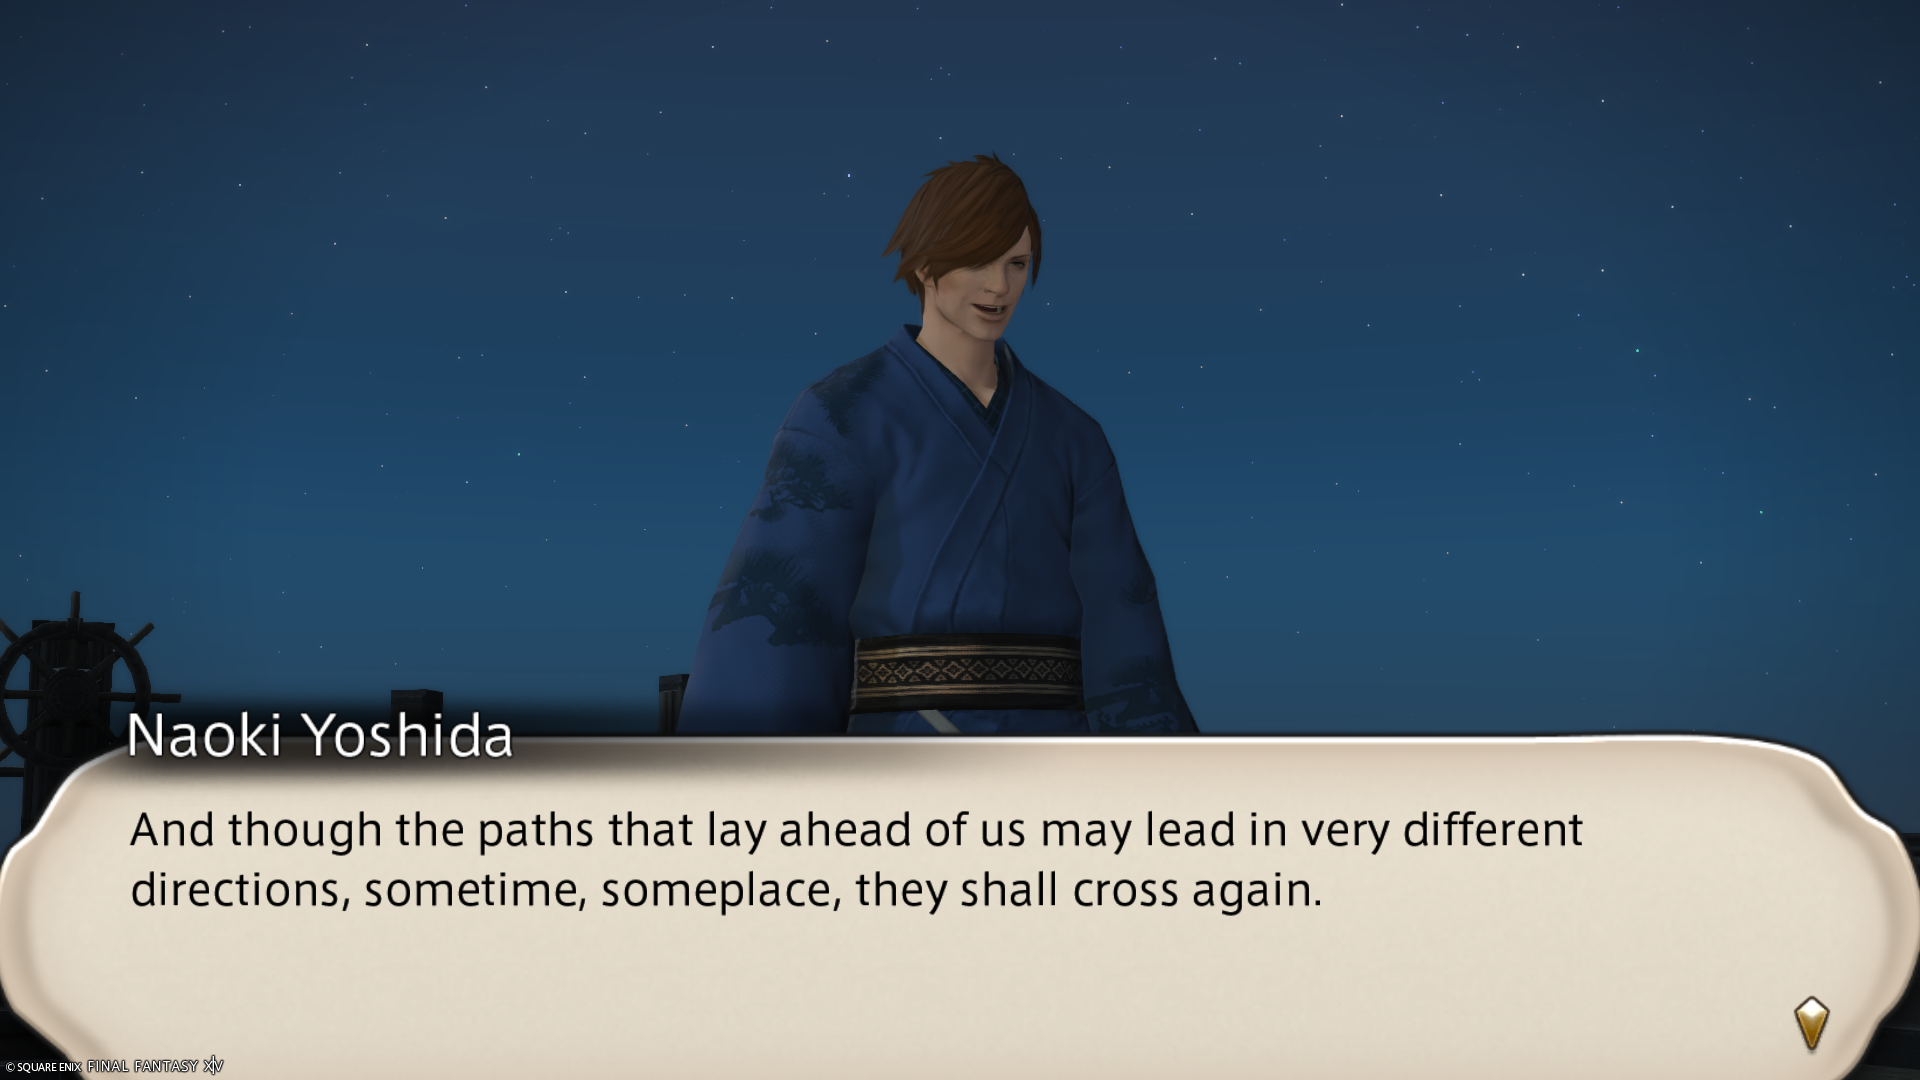 Naoki Yoshida
And though the paths that lay ahead of us may lead in very different
directions, sometime, someplace, they shall cross again.
© SQUARE ENIX FINAL FANTASY XIV